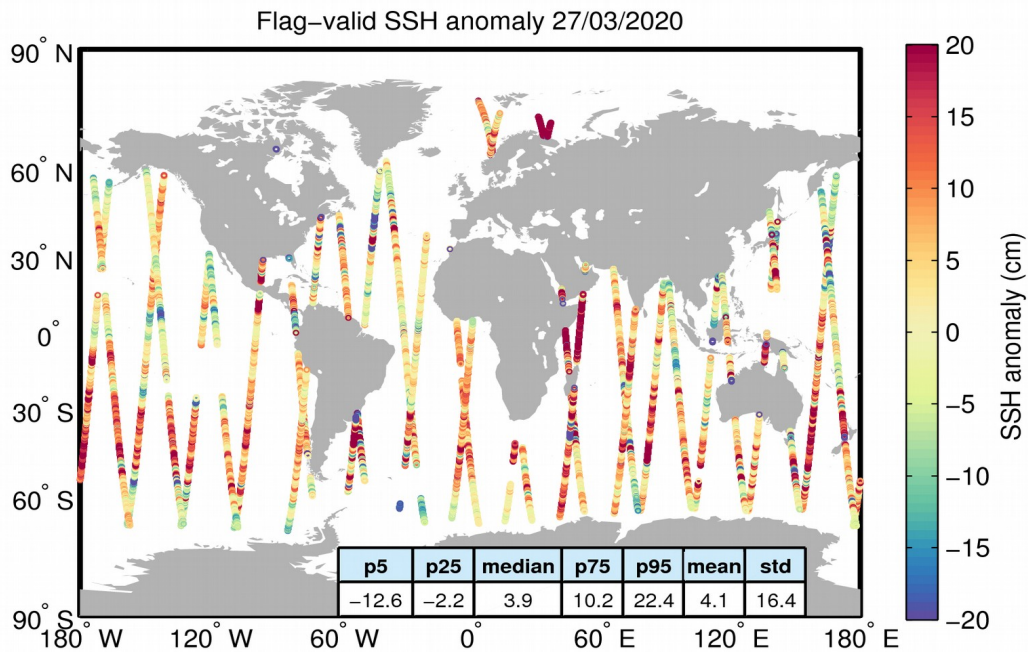 Flag−valid SSH anomaly 27/03/2020
90° N
60° N
30° N
0°
30° S
60° S
90° S
180° W
120° W
60° W
0°
60° E
120° E
180° E
p5 p25 median p75 p95 mean std
−12.6 −2.2 3.9 10.2 22.4 4.1 16.4
20
15
10
5
0
−5
−10
−15
−20
SSH anomaly (cm)